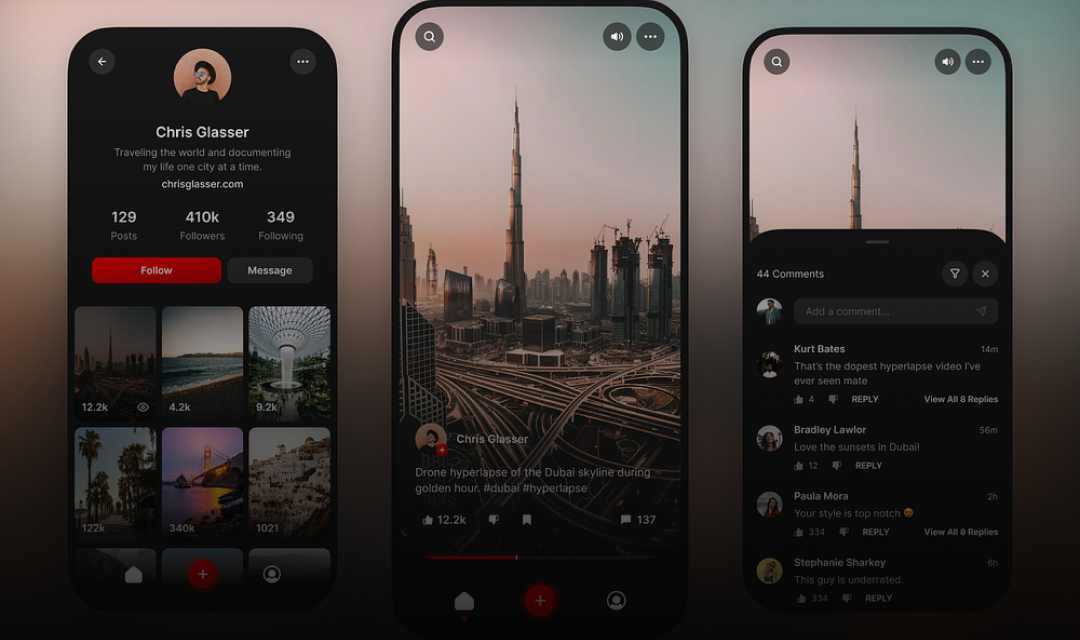 Chris Glasser
Traveling the world and documenting
my life one city at a time.
chrisglasser.com
129
410k
349
Posts
Followers
Following
Follow
Message
12.2k
4.2k
9.2k
122k
340k
1021
Chris Glasser
Drone hyperlapse of the Dubai skyline during
golden hour. #dubai #hyperlapse
12.2k
137
44 Comments
Add a comment...
Kurt Bates
14m
That's the dopest hyperlapse video I've
ever seen mate
4
REPLY
View All 8 Replies
Bradley Lawlor
56m
Love the sunsets in Dubai!
12
REPLY
Paula Mora
2h
Your style is top notch 😍
334
REPLY
View All 8 Replies
Stephanie Sharkey
6h
This guy is underrated.
334
REPLY